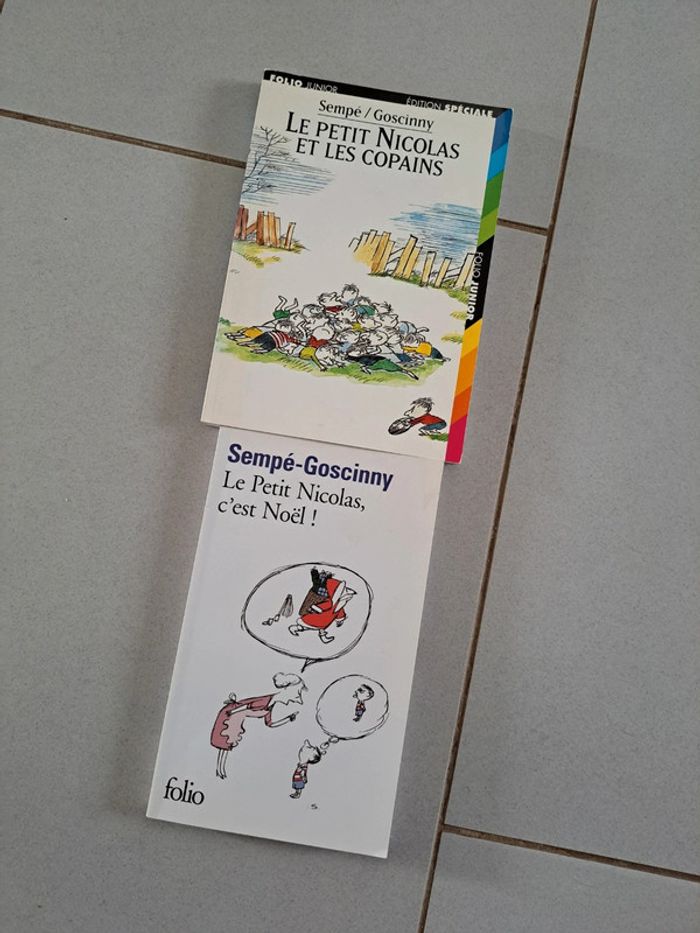 FOLIO JUNIOR
ÉDITION SPÉCIALE
Sempé / Goscinny
LE PETIT NICOLAS
ET LES COPAINS
FOLIO JUNIOR
Sempé-Goscinny
Le Petit Nicolas,
c'est Noël !
folio